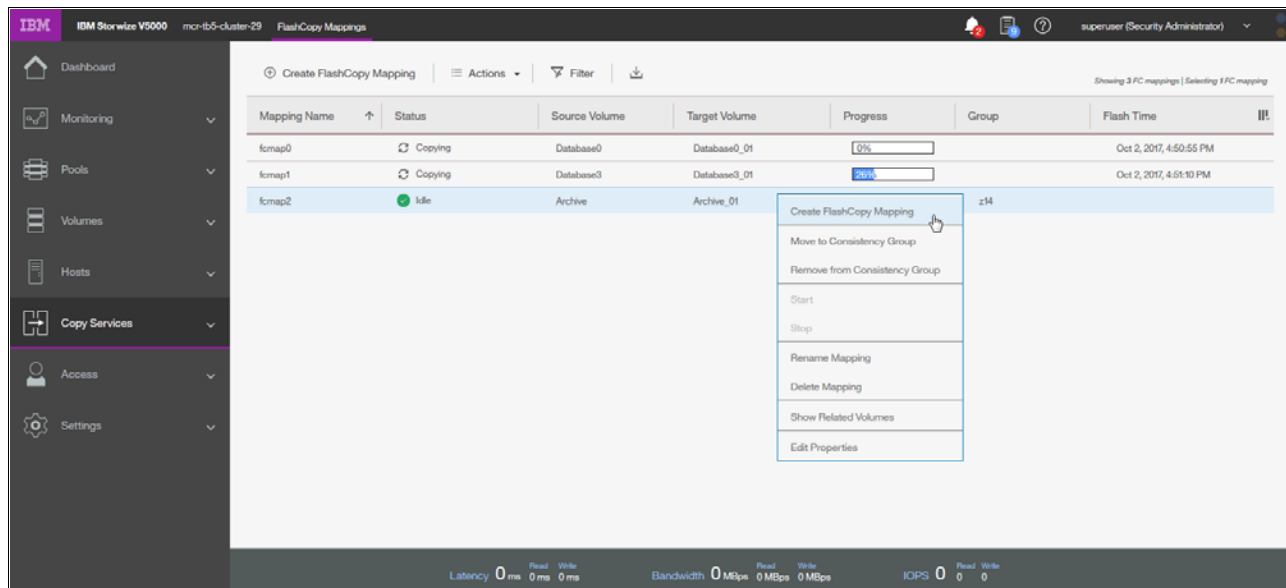 IBM IBM Storwize V5000 mcr-tb5-cluster-29 FlashCopy Mappings 2 9 ? superuser (Security Administrator)
Dashboard
Monitoring
Pools
Volumes
Hosts
Copy Services
Access
Settings
Create FlashCopy Mapping Actions Filter
Showing 3 FC mappings | Selecting 1 FC mapping
Mapping Name Status Source Volume Target Volume Progress Group Flash Time
fcmap0 Copying Database0 Database0_01 0% Oct 2, 2017, 4:50:55 PM
fcmap1 Copying Database3 Database3_01 26% Oct 2, 2017, 4:51:10 PM
fcmap2 Idle Archive Archive_01 z14
Create FlashCopy Mapping
Move to Consistency Group
Remove from Consistency Group
Start
Stop
Rename Mapping
Delete Mapping
Show Related Volumes
Edit Properties
Latency 0 ms Read 0 ms Write 0 ms Bandwidth 0 MBps Read 0 MBps Write 0 MBps IOPS 0 Read 0 Write 0